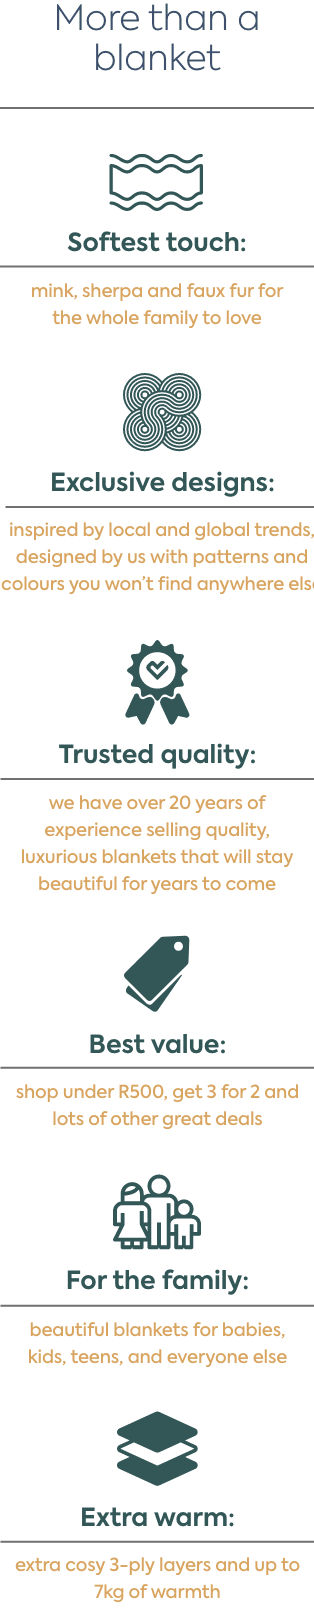 More than a
blanket
Softest touch:
mink, sherpa and faux fur for
the whole family to love
Exclusive designs:
inspired by local and global trends,
designed by us with patterns and
colours you won't find anywhere else
Trusted quality:
we have over 20 years of
experience selling quality,
luxurious blankets that will stay
beautiful for years to come
Best value:
shop under R500, get 3 for 2 and
lots of other great deals
For the family:
beautiful blankets for babies,
kids, teens, and everyone else
Extra warm:
extra cosy 3-ply layers and up to
7kg of warmth